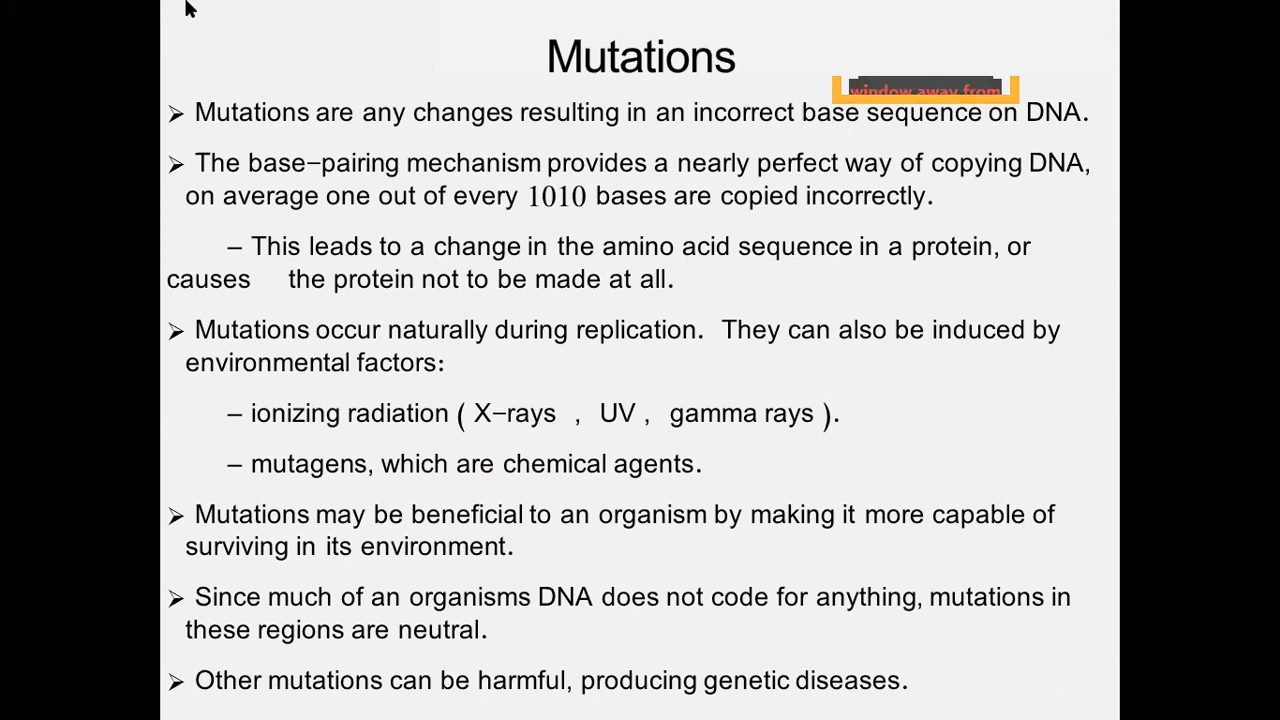 Mutations
window away from
➢ Mutations are any changes resulting in an incorrect base sequence on DNA.
➢ The base–pairing mechanism provides a nearly perfect way of copying DNA,
on average one out of every 1010 bases are copied incorrectly.
– This leads to a change in the amino acid sequence in a protein, or
causes the protein not to be made at all.
➢ Mutations occur naturally during replication. They can also be induced by
environmental factors:
– ionizing radiation ( X–rays , UV , gamma rays ).
– mutagens, which are chemical agents.
➢ Mutations may be beneficial to an organism by making it more capable of
surviving in its environment.
➢ Since much of an organisms DNA does not code for anything, mutations in
these regions are neutral.
➢ Other mutations can be harmful, producing genetic diseases.